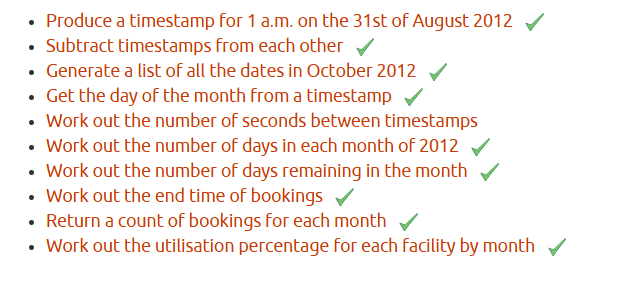 Produce a timestamp for 1 a.m. on the 31st of August 2012
Subtract timestamps from each other
Generate a list of all the dates in October 2012
Get the day of the month from a timestamp
Work out the number of seconds between timestamps
Work out the number of days in each month of 2012
Work out the number of days remaining in the month
Work out the end time of bookings
Return a count of bookings for each month
Work out the utilisation percentage for each facility by month